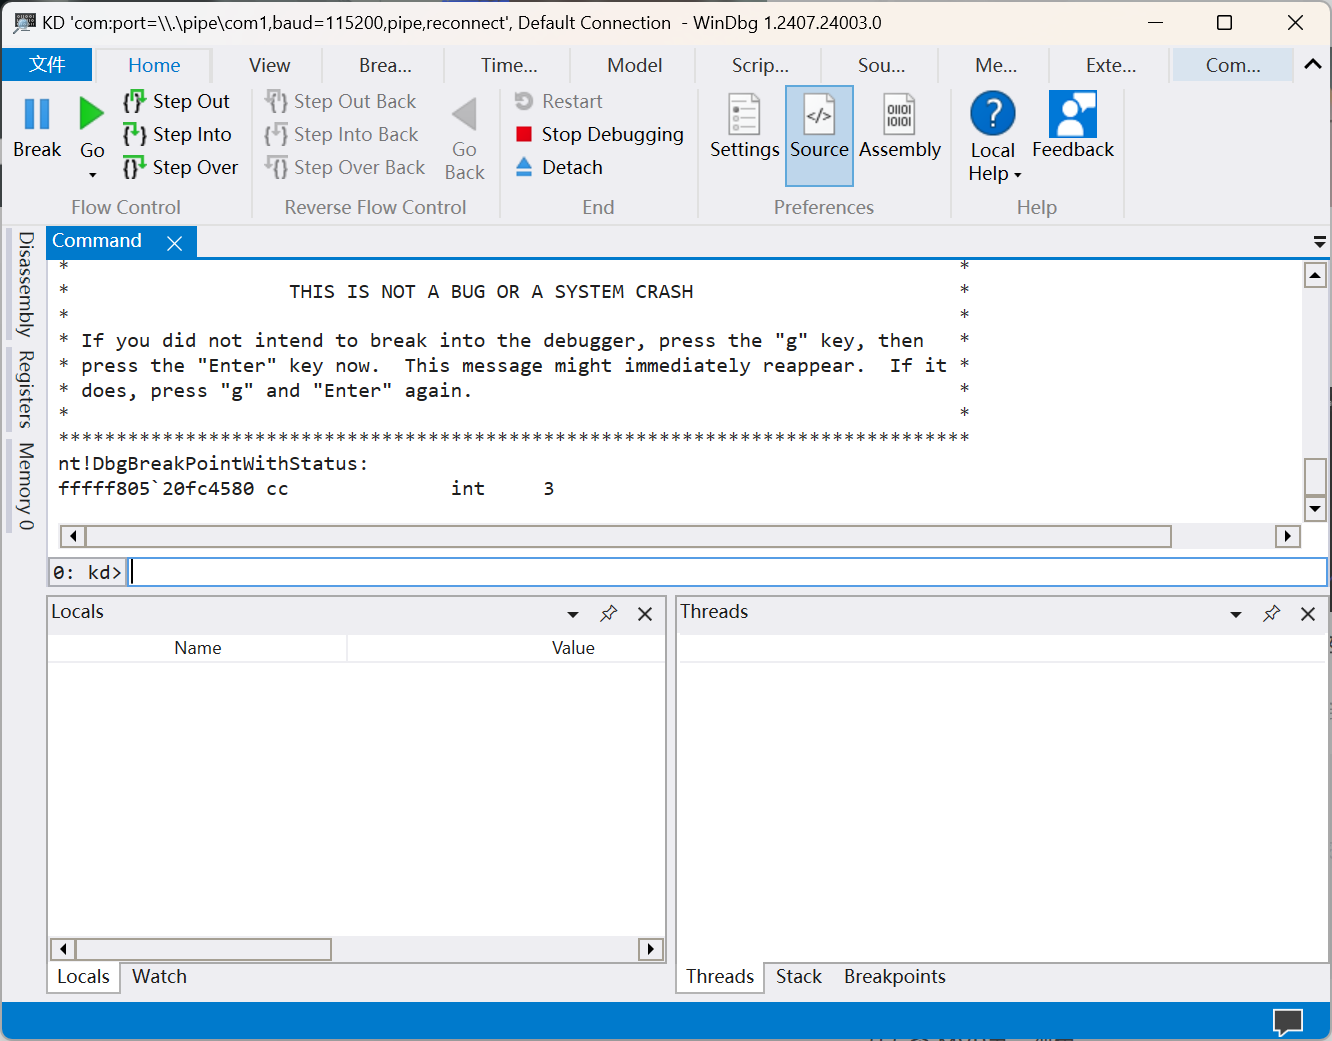 KD 'com:port=\\.\pipe\com1,baud=115200,pipe,reconnect', Default Connection - WinDbg 1.2407.24003.0
文件 Home View Brea... Time... Model Scrip... Sou... Me... Exte... Com...
Break
Go
Step Out
Step Into
Step Over
Flow Control
Step Out Back
Step Into Back
Step Over Back
Go Back
Reverse Flow Control
Restart
Stop Debugging
Detach
End
Settings
Source
Assembly
Preferences
Local Help
Feedback
Help
Disassembly
Registers
Memory 0
Command
* *
* THIS IS NOT A BUG OR A SYSTEM CRASH *
* *
* If you did not intend to break into the debugger, press the "g" key, then *
* press the "Enter" key now. This message might immediately reappear. If it *
* does, press "g" and "Enter" again. *
* *
*******************************************************************************
nt!DbgBreakPointWithStatus:
fffff805`20fc4580 cc int 3
0: kd>
Locals
Name Value
Locals Watch
Threads
Threads Stack Breakpoints